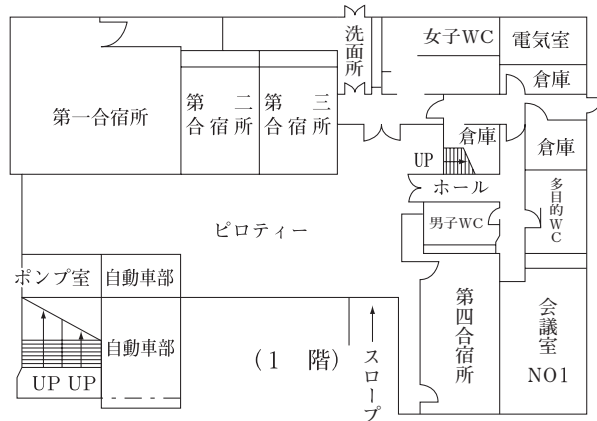 洗面所
女子WC
電気室
倉庫
第一合宿所
第二合宿所
第三合宿所
倉庫
倉庫
UP
ホール
多目的WC
男子WC
ピロティー
ポンプ室
自動車部
自動車部
UP
UP
(1 階)
スロープ
第四合宿所
会議室
NO1